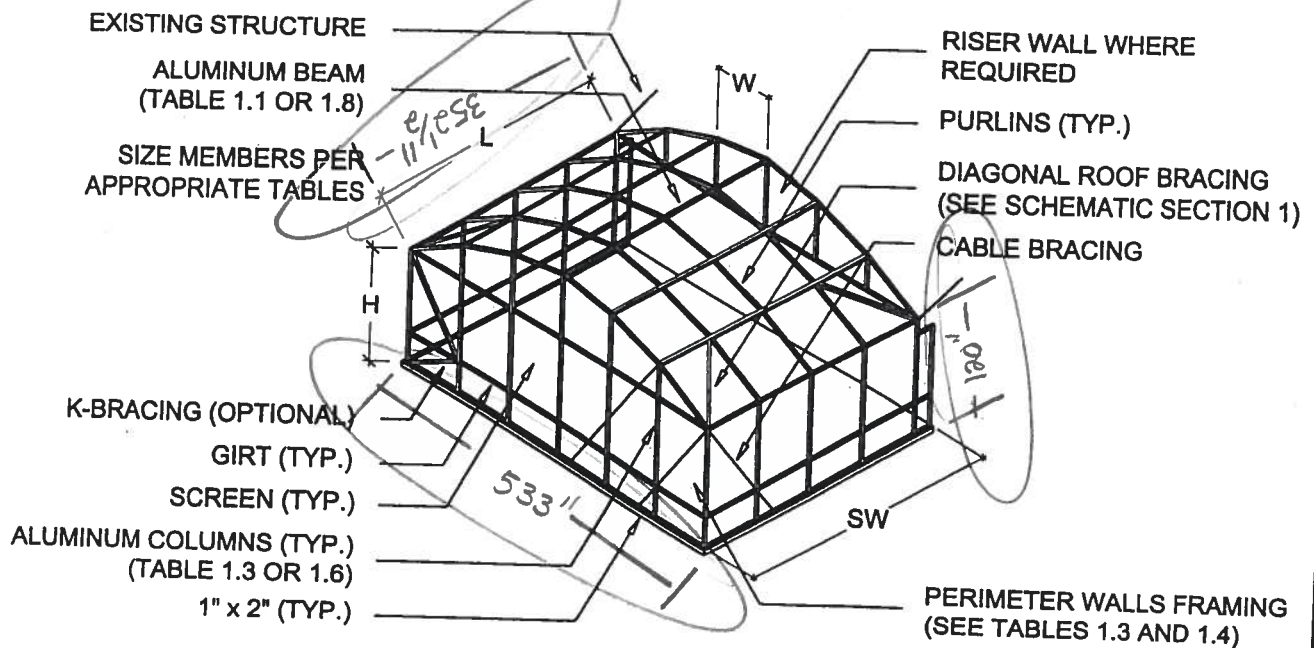 EXISTING STRUCTURE
ALUMINUM BEAM
(TABLE 1.1 OR 1.8)
SIZE MEMBERS PER
APPROPRIATE TABLES
352 1/2"
L
H
W
RISER WALL WHERE
REQUIRED
PURLINS (TYP.)
DIAGONAL ROOF BRACING
(SEE SCHEMATIC SECTION 1)
CABLE BRACING
130"
K-BRACING (OPTIONAL)
GIRT (TYP.)
SCREEN (TYP.)
ALUMINUM COLUMNS (TYP.)
(TABLE 1.3 OR 1.6)
1" x 2" (TYP.)
533"
SW
PERIMETER WALLS FRAMING
(SEE TABLES 1.3 AND 1.4)